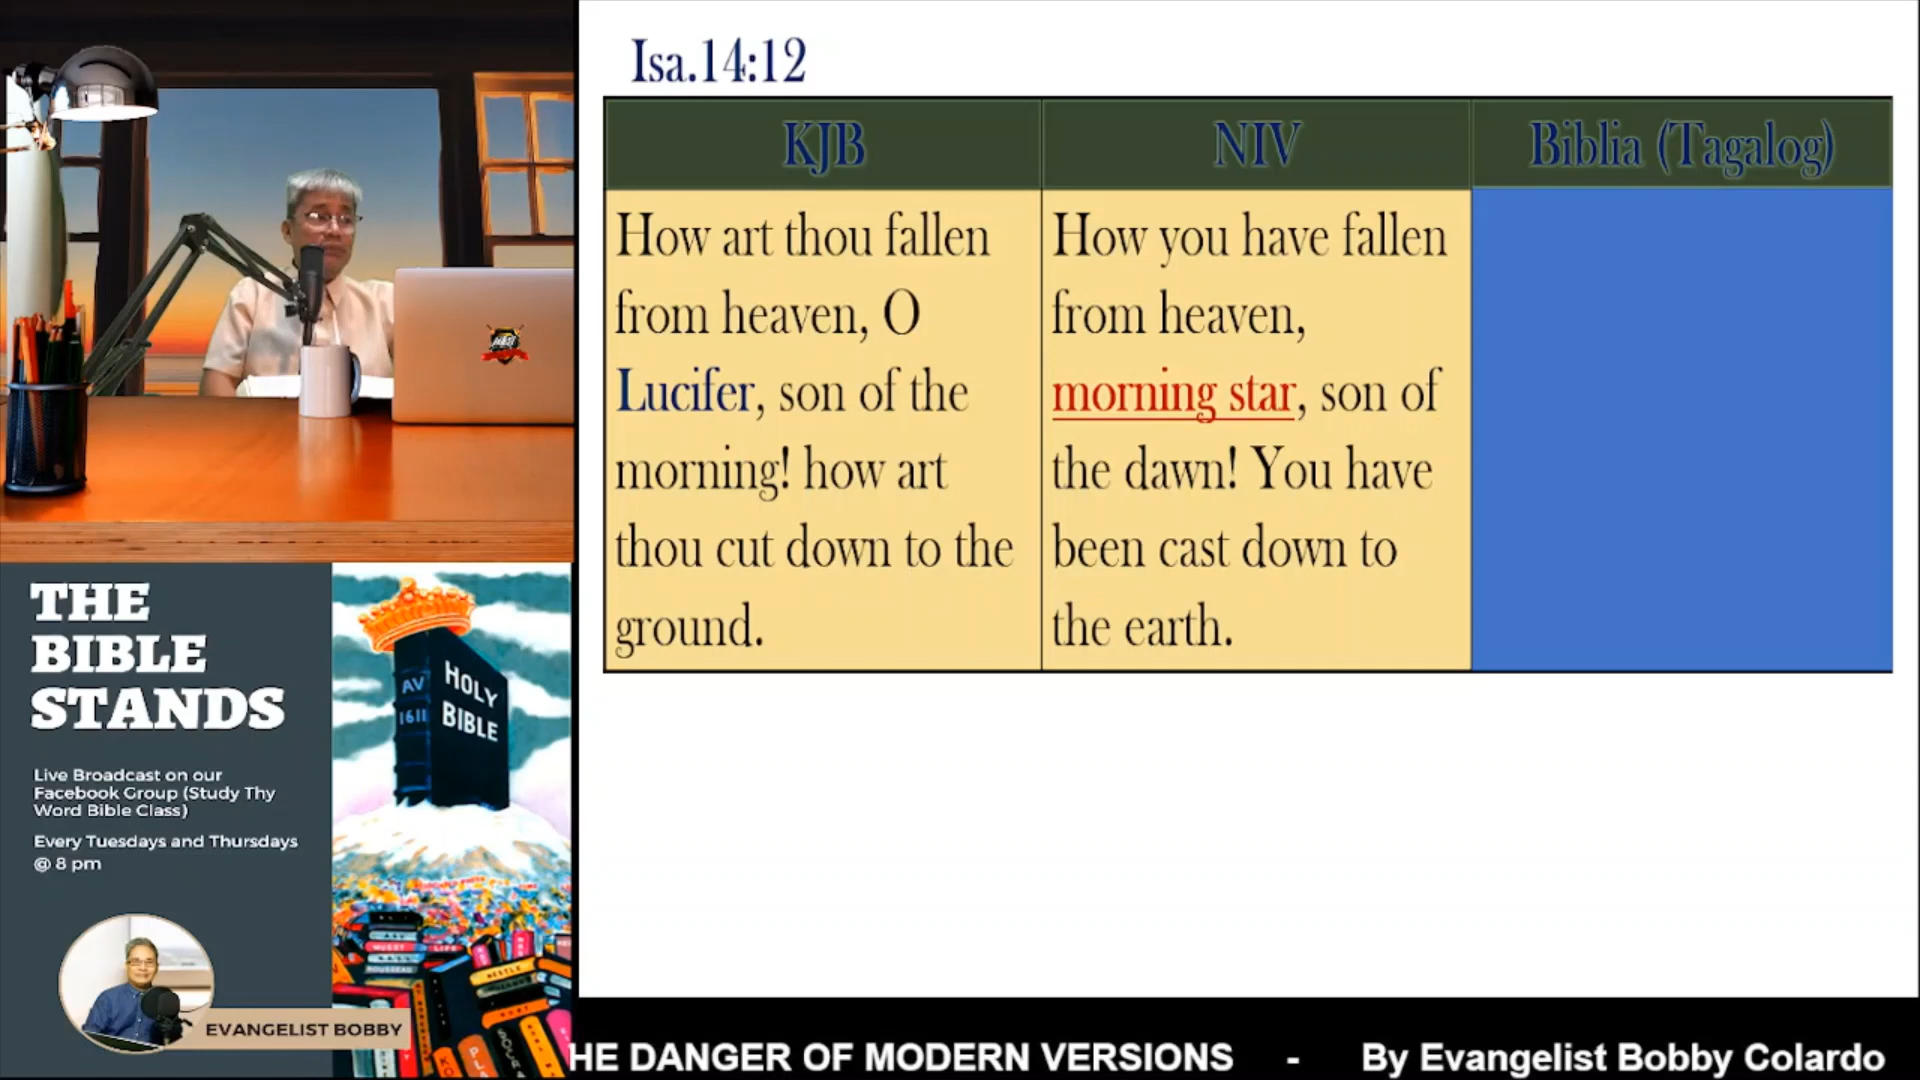 Isa.14:12
KJB
NIV
Biblia (Tagalog)
How art thou fallen
from heaven, O
Lucifer, son of the
morning! how art
thou cut down to the
ground.
How you have fallen
from heaven,
morning star, son of
the dawn! You have
been cast down to
the earth.
THE
BIBLE
STANDS
Live Broadcast on our
Facebook Group (Study Thy
Word Bible Class)
Every Tuesdays and Thursdays
@ 8 pm
AV
1611
HOLY
BIBLE
EVANGELIST BOBBY
HE DANGER OF MODERN VERSIONS - By Evangelist Bobby Colardo